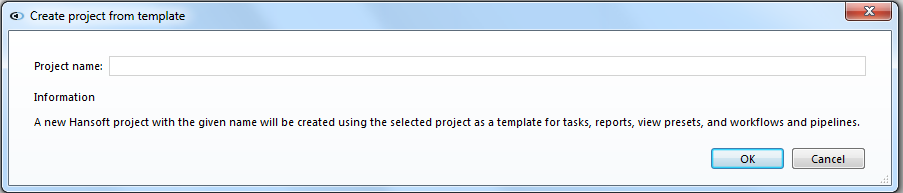 Create project from template
Project name:
Information
A new Hansoft project with the given name will be created using the selected project as a template for tasks, reports, view presets, and workflows and pipelines.
OK Cancel